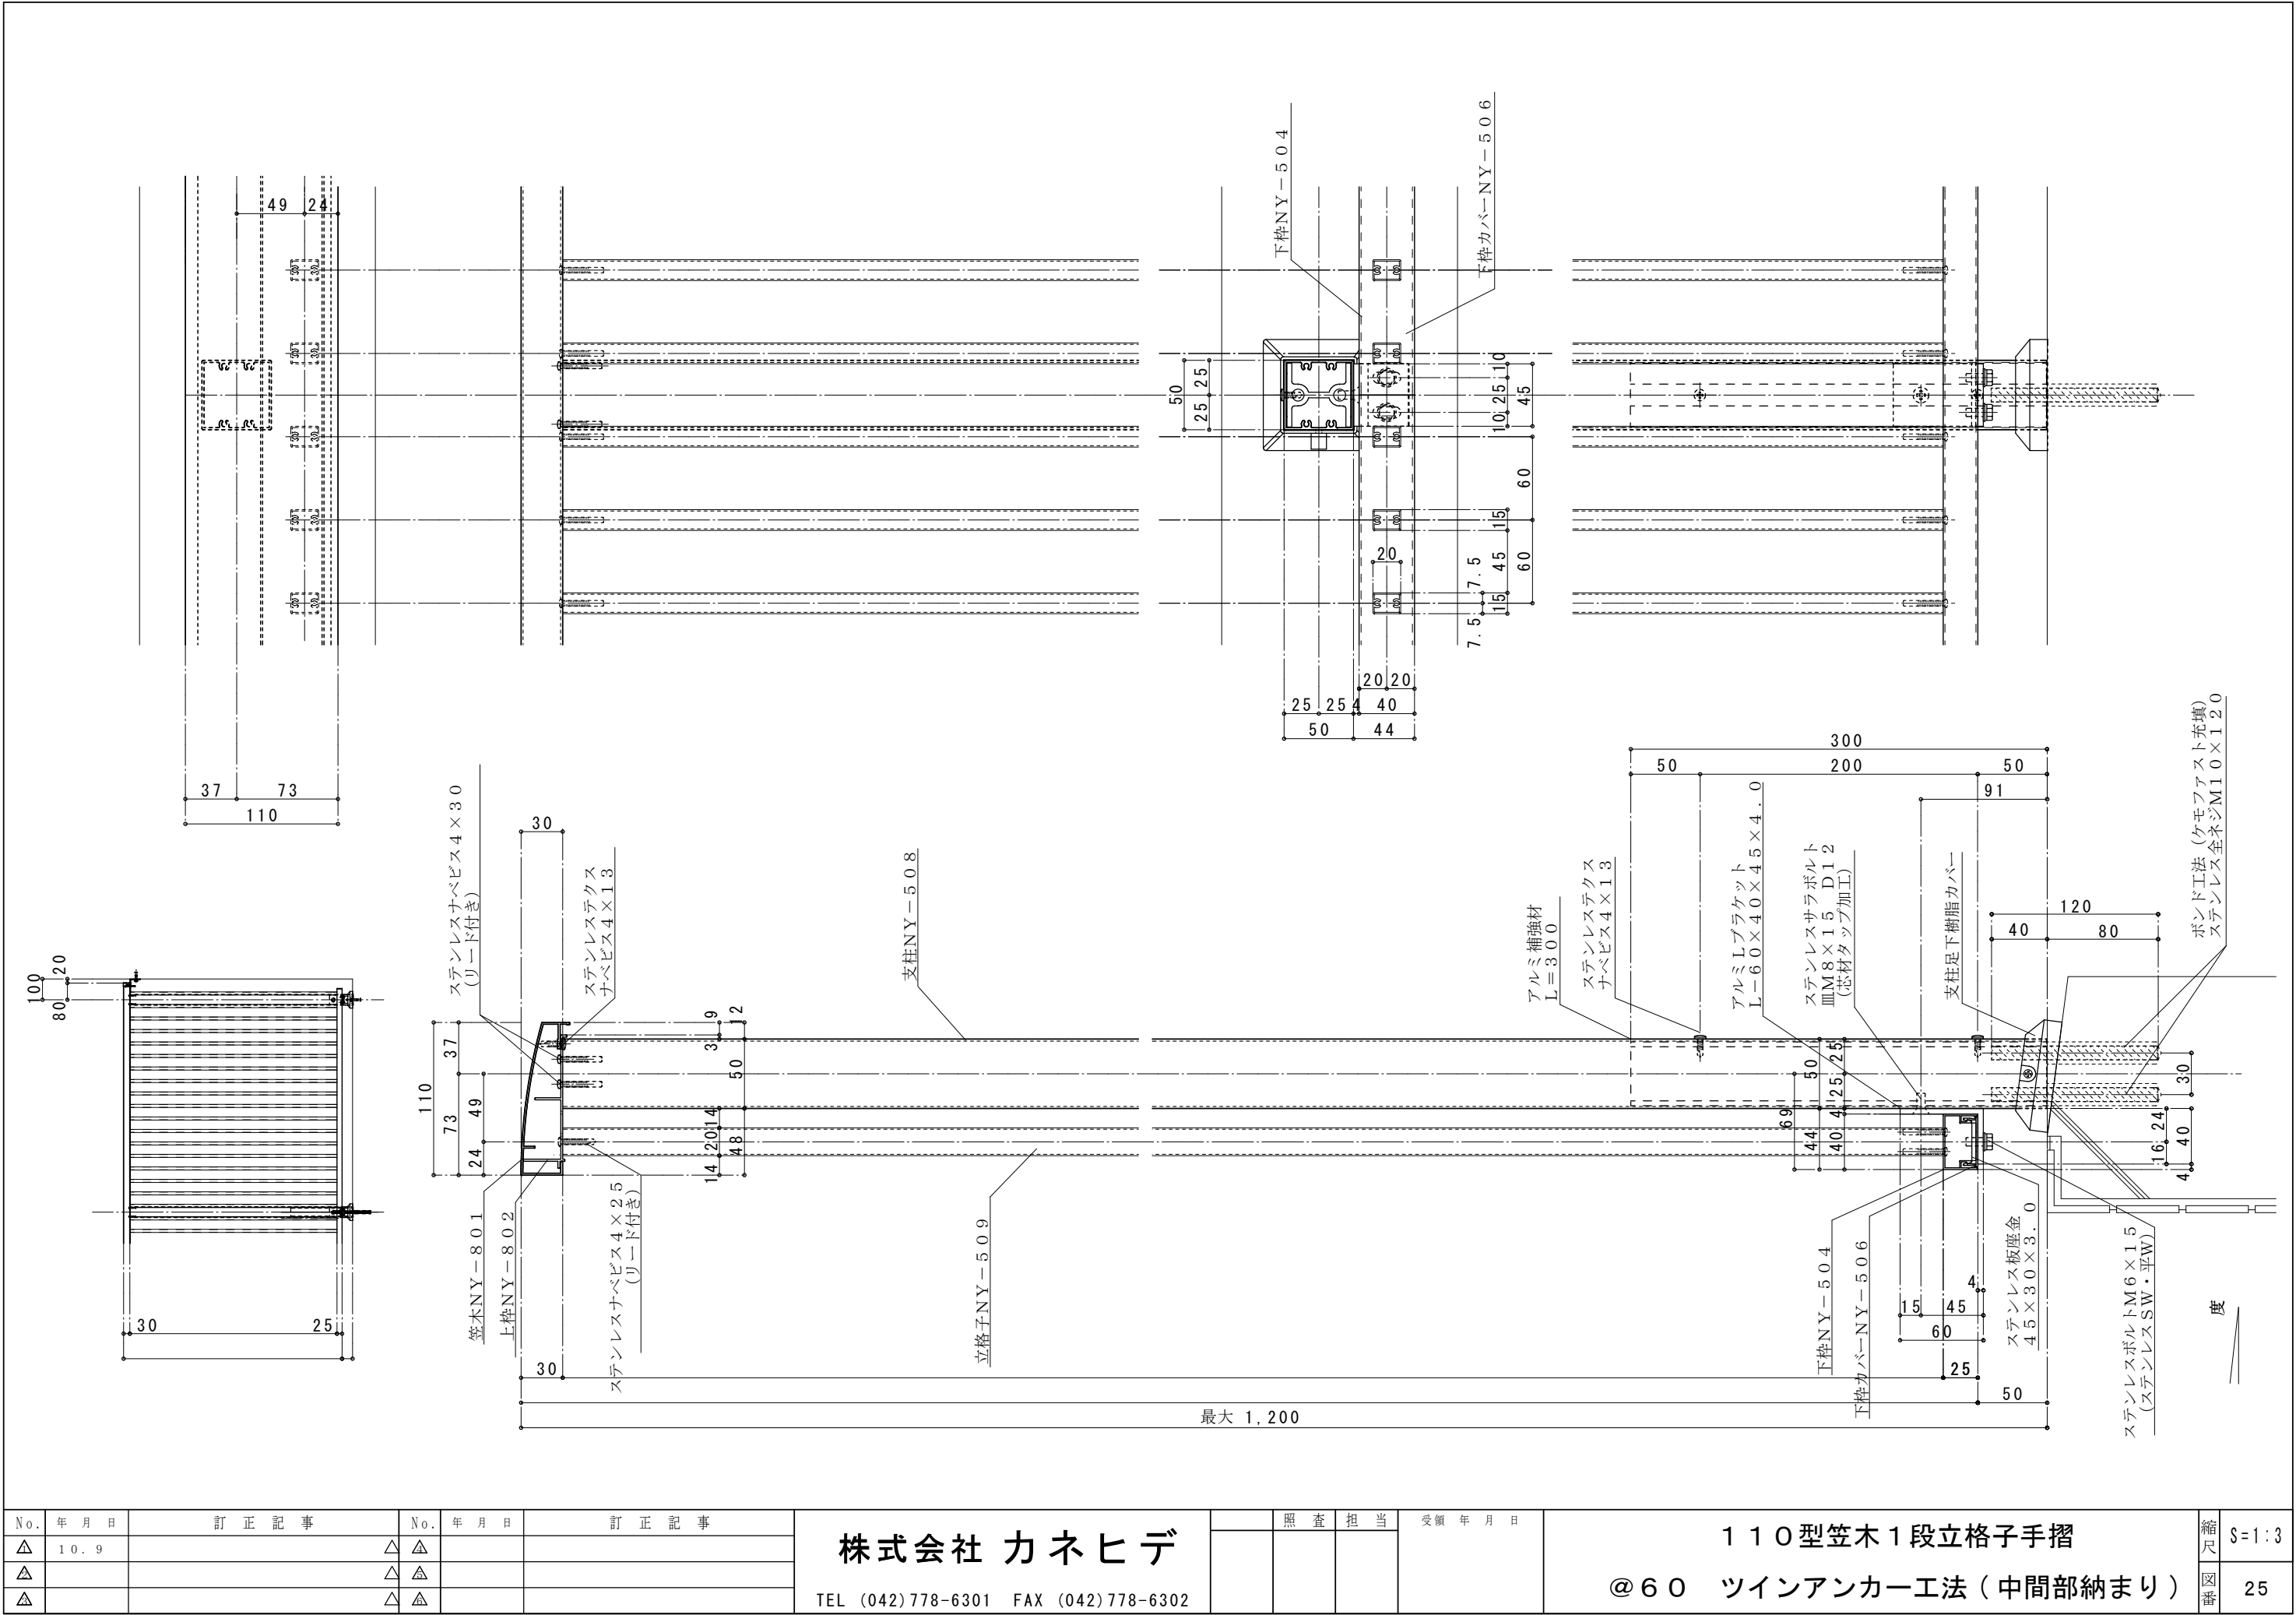 下枠NY－504
下枠カバーNY－506
49
24
50
25
25
10
25
10
45
60
15
45
60
20
7.5
15
7.5
20
20
25
25
4
40
50
44
37
73
110
300
50
200
50
91
ステンレスナベビス4×30
(リード付き)
30
ステンレステクス
ナベビス4×13
支柱NY－508
アルミ補強材
L=300
ステンレステクス
ナベビス4×13
アルミLブラケット
L－60×40×45×4.0
ステンレスサラボルト
皿M8×15 D12
(芯材タップ加工)
支柱足下樹脂カバー
120
40
80
ボンド工法 (ケモファスト充填)
ステンレス全ネジM10×120
100
20
80
30
25
110
37
73
49
24
9
3
12
50
14
20
14
48
69
50
44
25
25
4
40
30
24
16
40
4
笠木NY－801
上枠NY－802
ステンレスナベビス4×25
(リード付き)
立格子NY－509
下枠NY－504
下枠カバーNY－506
4
15
45
60
ステンレス板座金
45×30×3.0
ステンレスボルトM6×15
(ステンレスSW・平W)
度
30
25
50
最大 1,200
No. 年 月 日 訂 正 記 事 No. 年 月 日 訂 正 記 事
1 10.9 4
2 5
3 6
株式会社 カネヒデ
TEL (042)778-6301 FAX (042)778-6302
照 査 担 当 受領 年 月 日
110型笠木1段立格子手摺
@60 ツインアンカー工法(中間部納まり)
縮尺 S=1:3
図番 25